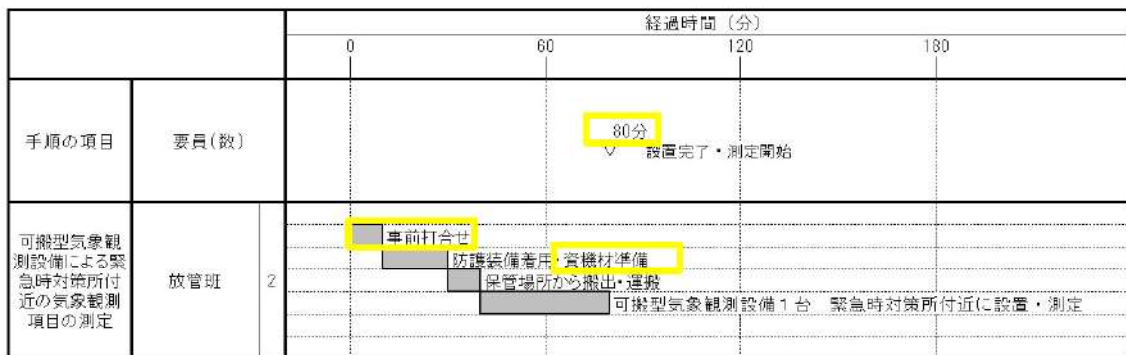 経過時間（分）
0 60 120 180
手順の項目 要員(数)
80分
▽ 設置完了・測定開始
可搬型気象観
測設備による緊
急時対策所付
近の気象観測
項目の測定
放管班 2
事前打合せ
防護装備着用・資機材準備
保管場所から搬出・運搬
可搬型気象観測設備１台 緊急時対策所付近に設置・測定